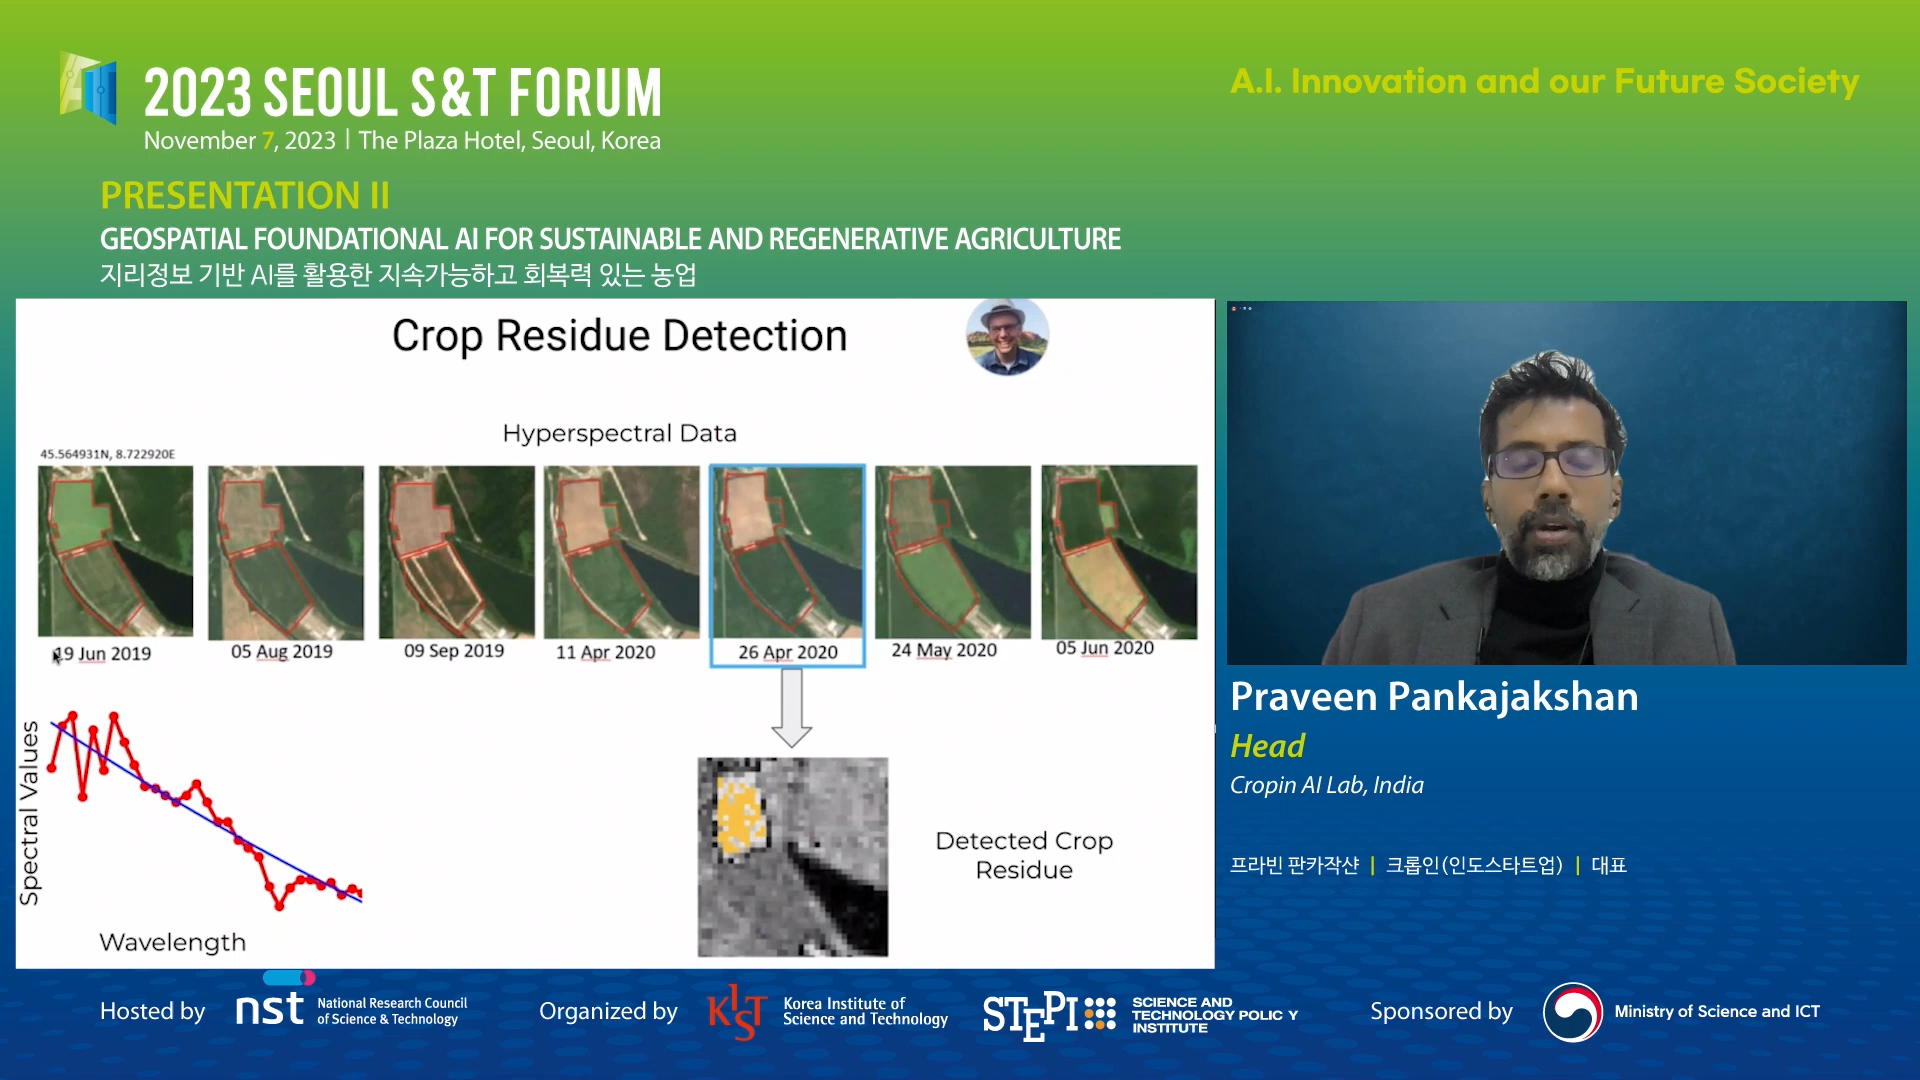 2023 SEOUL S&T FORUM
November 7, 2023 | The Plaza Hotel, Seoul, Korea
A.I. Innovation and our Future Society
PRESENTATION II
GEOSPATIAL FOUNDATIONAL AI FOR SUSTAINABLE AND REGENERATIVE AGRICULTURE
지리정보 기반 AI를 활용한 지속가능하고 회복력 있는 농업
Crop Residue Detection
Hyperspectral Data
45.564931N, 8.722920E
19 Jun 2019
05 Aug 2019
09 Sep 2019
11 Apr 2020
26 Apr 2020
24 May 2020
05 Jun 2020
Spectral Values
Wavelength
Detected Crop
Residue
Praveen Pankajakshan
Head
Cropin AI Lab, India
프라빈 판카작샨 | 크롭인(인도스타트업) | 대표
Hosted by
nst
National Research Council
of Science & Technology
Organized by
KIST
Korea Institute of
Science and Technology
STEPI
SCIENCE AND
TECHNOLOGY POLICY
INSTITUTE
Sponsored by
Ministry of Science and ICT